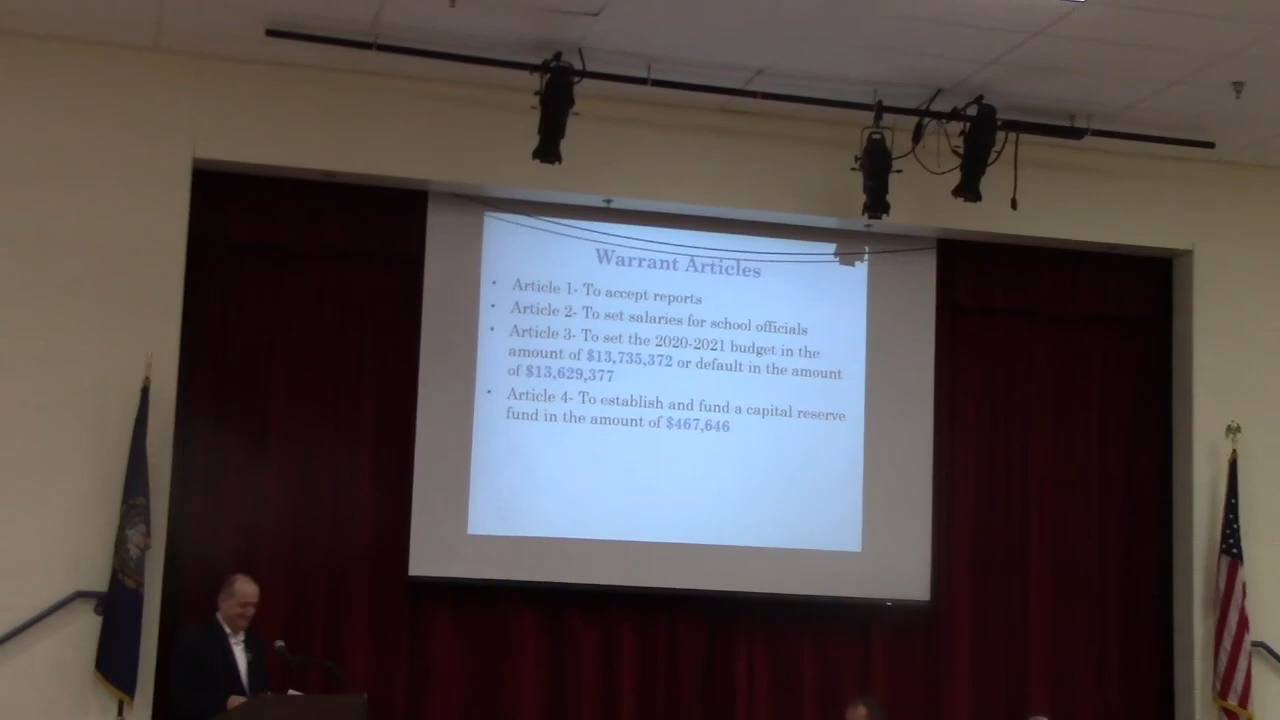 Warrant Articles
• Article 1- To accept reports
• Article 2- To set salaries for school officials
• Article 3- To set the 2020-2021 budget in the
amount of $13,735,372 or default in the amount
of $13,629,377
• Article 4- To establish and fund a capital reserve
fund in the amount of $467,646